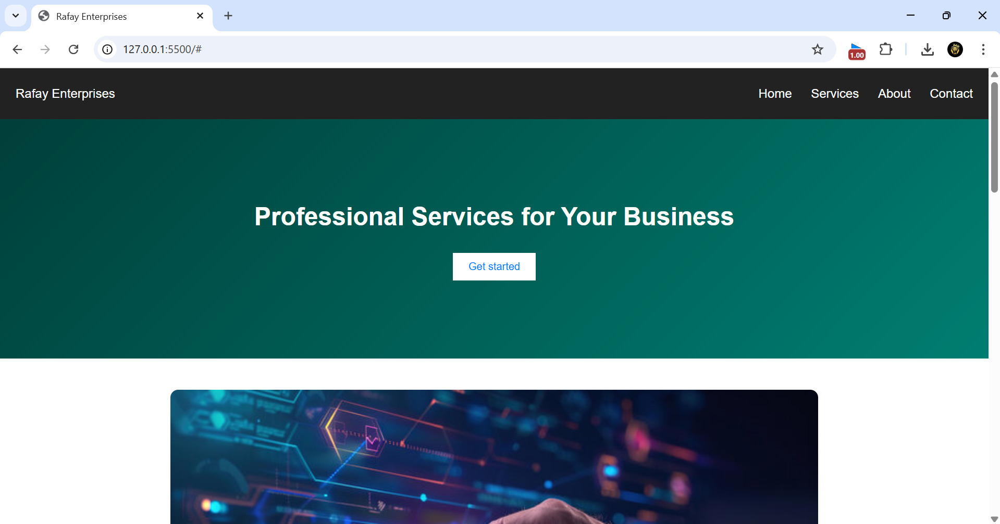 Rafay Enterprises
127.0.0.1:5500/#
1.00
Rafay Enterprises
Home
Services
About
Contact
Professional Services for Your Business
Get started